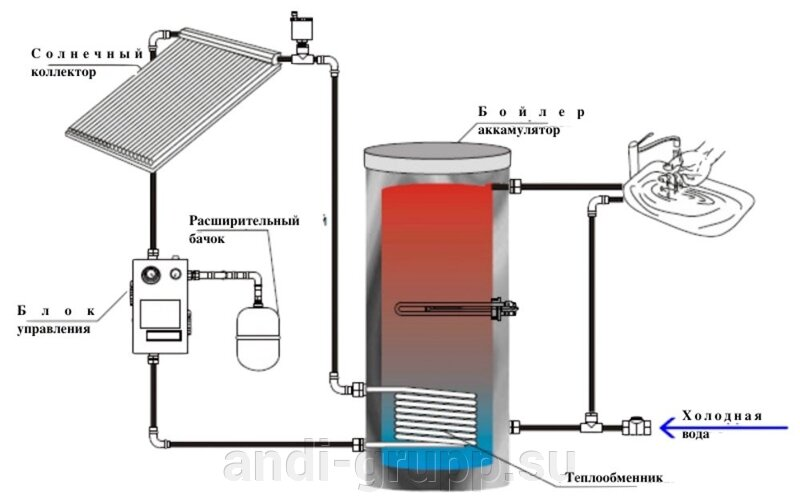 Солнечный
коллектор
Бойлер
аккамулятор
Расширительный
бачок
Блок
управления
Холодная
вода
Теплообменник
andi-grupp.su